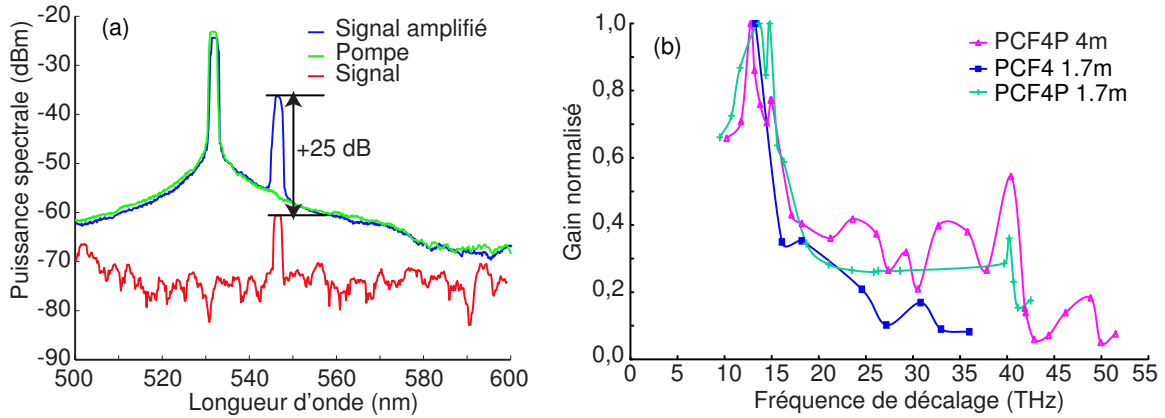 (a)
Signal amplifié
Pompe
Signal
+25 dB
Puissance spectrale (dBm)
-20
-30
-40
-50
-60
-70
-80
-90
500
520
540
560
580
600
Longueur d'onde (nm)
(b)
PCF4P 4m
PCF4 1.7m
PCF4P 1.7m
Gain normalisé
1,0
0,8
0,6
0,4
0,2
0,0
0
5
10
15
20
25
30
35
40
45
50
55
Fréquence de décalage (THz)